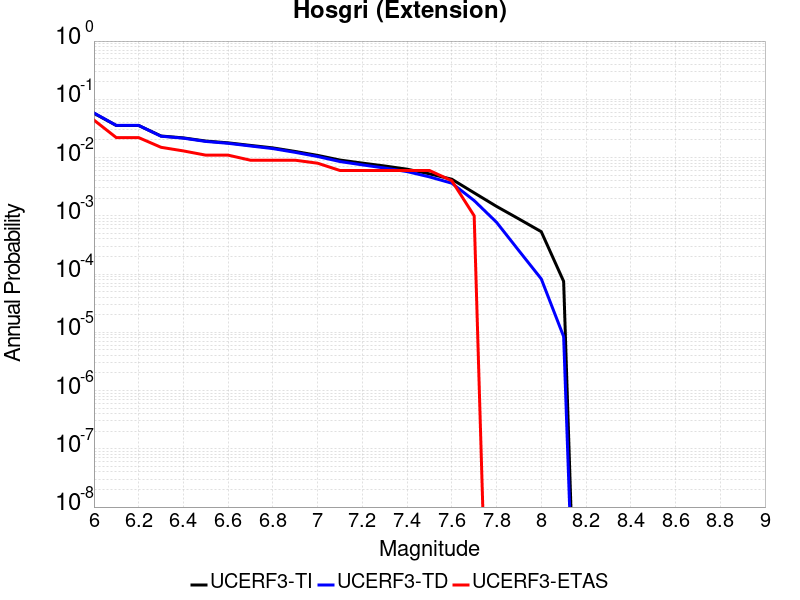 Hosgri (Extension)
Annual Probability
10^0
10^-1
10^-2
10^-3
10^-4
10^-5
10^-6
10^-7
10^-8
6 6.2 6.4 6.6 6.8 7 7.2 7.4 7.6 7.8 8 8.2 8.4 8.6 8.8 9
Magnitude
UCERF3-TI UCERF3-TD UCERF3-ETAS